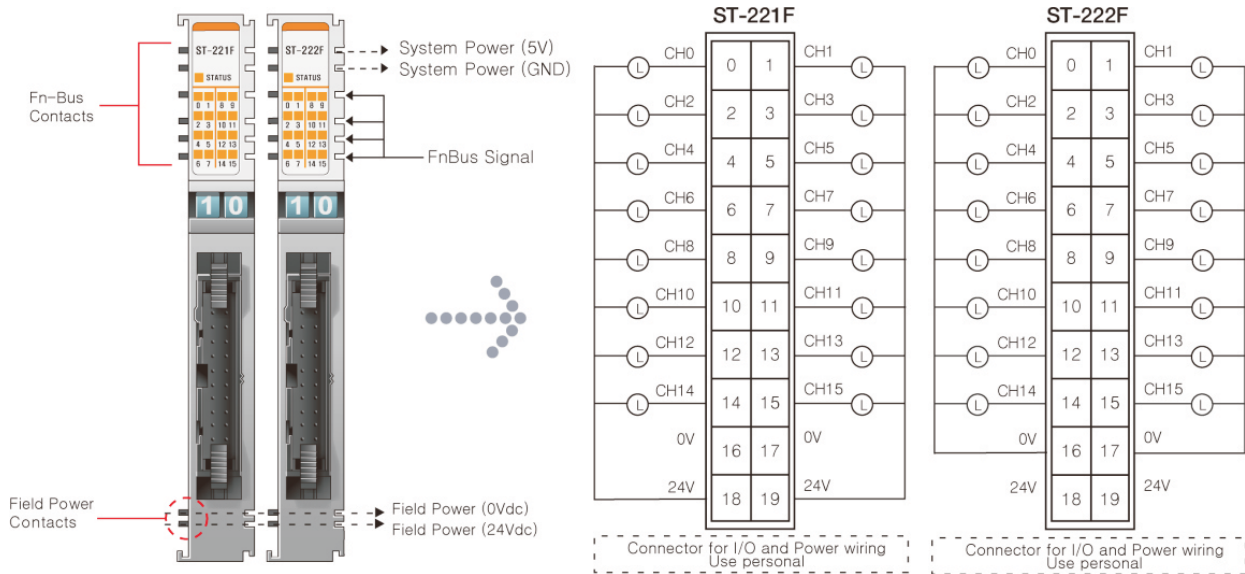 ST-221F
STATUS
0 1 8 9
2 3 10 11
4 5 12 13
6 7 14 15
1 0
ST-222F
STATUS
0 1 8 9
2 3 10 11
4 5 12 13
6 7 14 15
1 0
Fn-Bus
Contacts
System Power (5V)
System Power (GND)
FnBus Signal
Field Power
Contacts
Field Power (0Vdc)
Field Power (24Vdc)
ST-221F
L CH0 0 1 CH1 L
L CH2 2 3 CH3 L
L CH4 4 5 CH5 L
L CH6 6 7 CH7 L
L CH8 8 9 CH9 L
L CH10 10 11 CH11 L
L CH12 12 13 CH13 L
L CH14 14 15 CH15 L
0V 16 17 0V
24V 18 19 24V
Connector for I/O and Power wiring
Use personal
ST-222F
L CH0 0 1 CH1 L
L CH2 2 3 CH3 L
L CH4 4 5 CH5 L
L CH6 6 7 CH7 L
L CH8 8 9 CH9 L
L CH10 10 11 CH11 L
L CH12 12 13 CH13 L
L CH14 14 15 CH15 L
0V 16 17 0V
24V 18 19 24V
Connector for I/O and Power wiring
Use personal